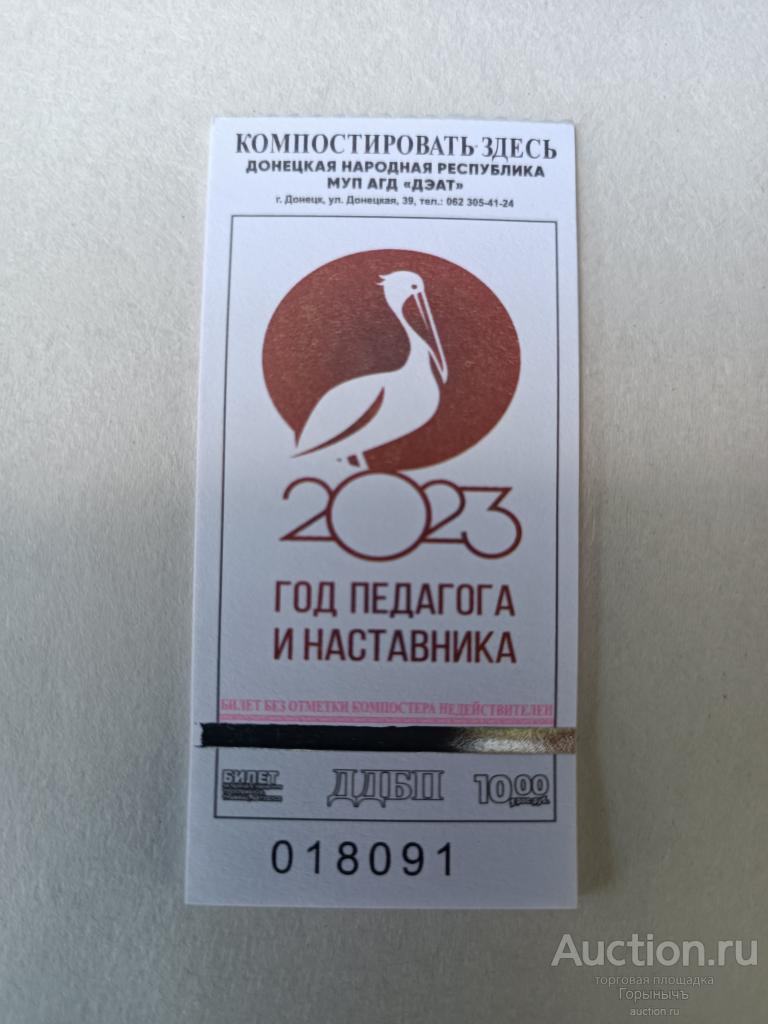 КОМПОСТИРОВАТЬ ЗДЕСЬ
ДОНЕЦКАЯ НАРОДНАЯ РЕСПУБЛИКА
МУП АГД «ДЭАТ»
г. Донецк, ул. Донецкая, 39, тел.: 062 305-41-24
2023
ГОД ПЕДАГОГА
И НАСТАВНИКА
БИЛЕТ БЕЗ ОТМЕТКИ КОМПОСТЕРА НЕДЕЙСТВИТЕЛЕН
БИЛЕТ
ДДБП
10.00
018091
Auction.ru
торговая площадка
Горынычъ
auction.ru